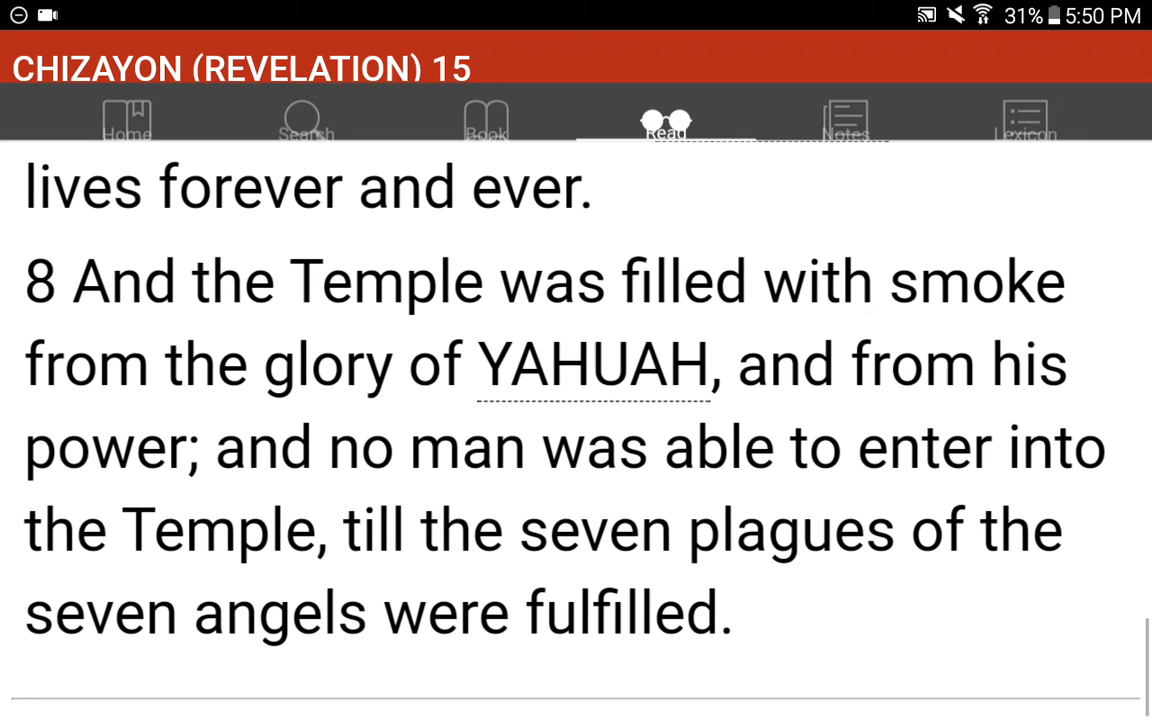 31% 5:50 PM
CHIZAYON (REVELATION) 15
Home Search Book Read Notes Lexicon
lives forever and ever.
8 And the Temple was filled with smoke
from the glory of YAHUAH, and from his
power; and no man was able to enter into
the Temple, till the seven plagues of the
seven angels were fulfilled.